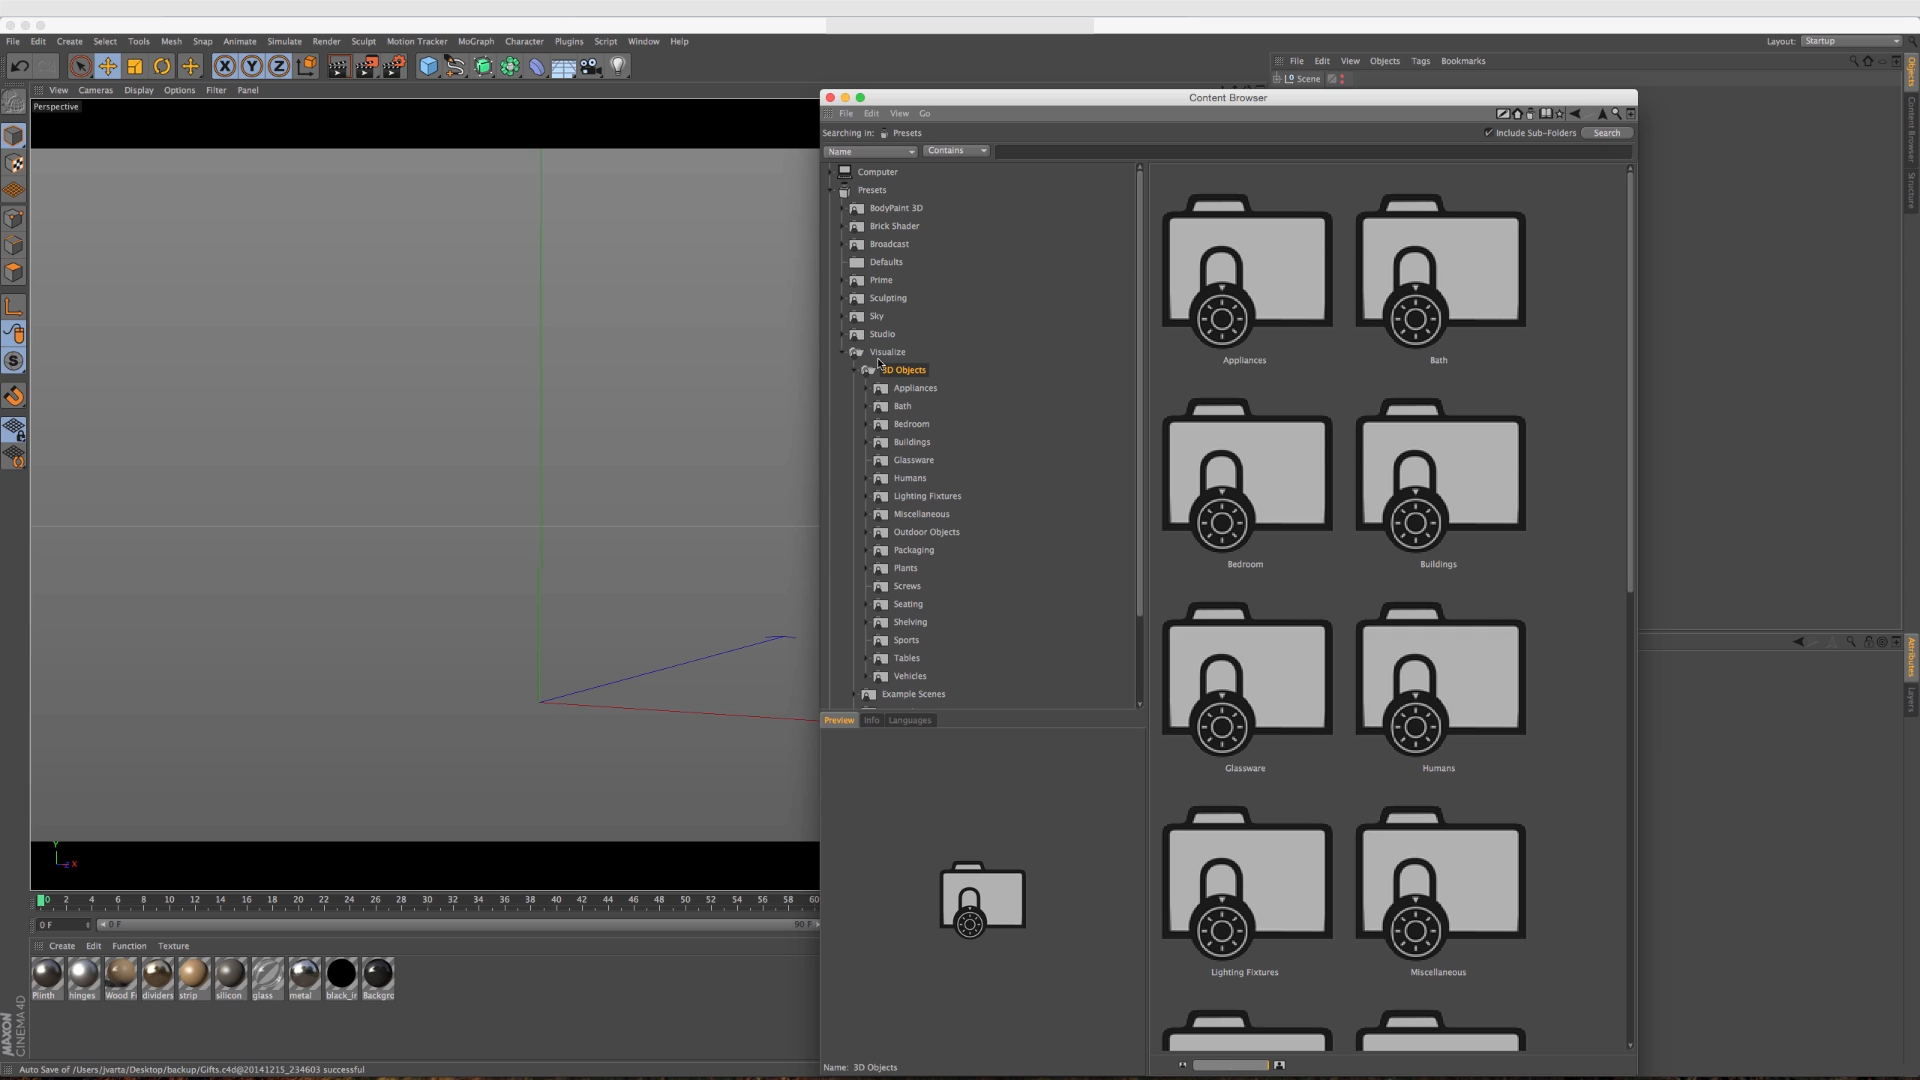 File Edit Create Select Tools Mesh Snap Animate Simulate Render Sculpt Motion Tracker MoGraph Character Plugins Script Window Help
Layout: Startup
File Edit View Objects Tags Bookmarks
Scene
Objects
Content Browser
Structure
View Cameras Display Options Filter Panel
Perspective
Content Browser
File Edit View Go
Searching in: Presets
Include Sub-Folders Search
Name Contains
Computer
Presets
BodyPaint 3D
Brick Shader
Broadcast
Defaults
Prime
Sculpting
Sky
Studio
Visualize
3D Objects
Appliances
Bath
Bedroom
Buildings
Glassware
Humans
Lighting Fixtures
Miscellaneous
Outdoor Objects
Packaging
Plants
Screws
Seating
Shelving
Sports
Tables
Vehicles
Example Scenes
Appliances Bath
Bedroom Buildings
Glassware Humans
Lighting Fixtures Miscellaneous
Preview Info Languages
Name: 3D Objects
Attributes
Layers
Y
X
0 2 4 6 8 10 12 14 16 18 20 22 24 26 28 30 32 34 36 38 40 42 44 46 48 50 52 54 56 58 60
0 F 0 F 90 F
Create Edit Function Texture
Plinth hinges Wood F dividers strip silicon glass metal black_ir Backgro
MAXON
CINEMA 4D
Auto Save of /Users/jvarta/Desktop/backup/Gifts.c4d@20141215_234603 successful